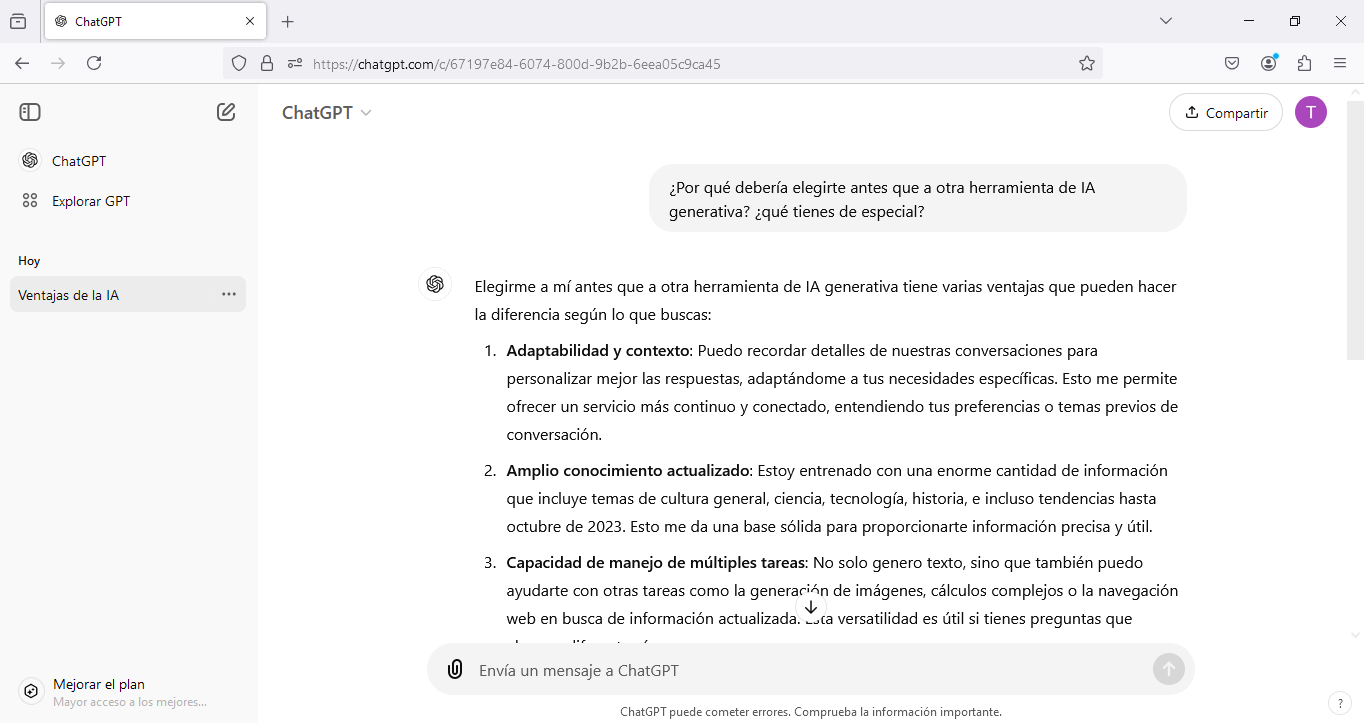 ChatGPT
https://chatgpt.com/c/67197e84-6074-800d-9b2b-6eea05c9ca45
ChatGPT
Explorar GPT
Hoy
Ventajas de la IA
Mejorar el plan
Mayor acceso a los mejores...
ChatGPT
Compartir
T
¿Por qué debería elegirte antes que a otra herramienta de IA
generativa? ¿qué tienes de especial?
Elegirme a mí antes que a otra herramienta de IA generativa tiene varias ventajas que pueden hacer
la diferencia según lo que buscas:
1. Adaptabilidad y contexto: Puedo recordar detalles de nuestras conversaciones para
personalizar mejor las respuestas, adaptándome a tus necesidades específicas. Esto me permite
ofrecer un servicio más continuo y conectado, entendiendo tus preferencias o temas previos de
conversación.
2. Amplio conocimiento actualizado: Estoy entrenado con una enorme cantidad de información
que incluye temas de cultura general, ciencia, tecnología, historia, e incluso tendencias hasta
octubre de 2023. Esto me da una base sólida para proporcionarte información precisa y útil.
3. Capacidad de manejo de múltiples tareas: No solo genero texto, sino que también puedo
ayudarte con otras tareas como la generación de imágenes, cálculos complejos o la navegación
web en busca de información actualizada. Esta versatilidad es útil si tienes preguntas que
Envía un mensaje a ChatGPT
ChatGPT puede cometer errores. Comprueba la información importante.
?